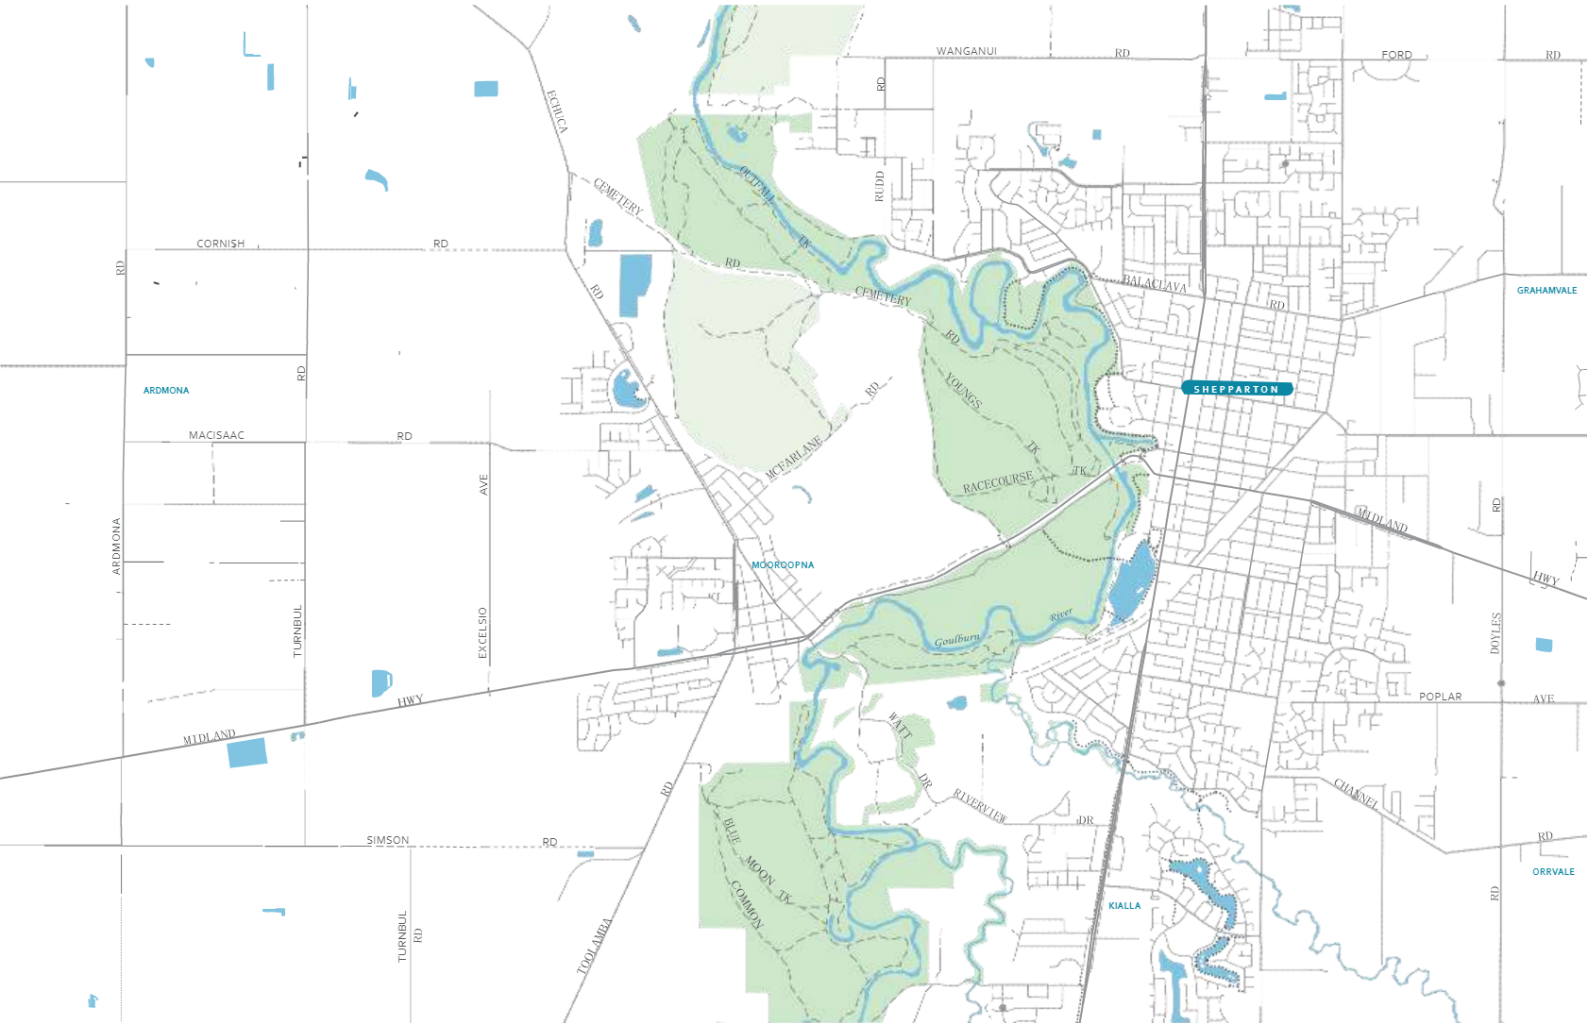 WANGANUI
RD
FORD
RD
RD
ECHUCA
CEMETERY
OUTFALL
RUDD
TK
CORNISH
RD
RD
RD
RD
CEMETERY
BALACLAVA
RD
GRAHAMVALE
RD
RD
YOUNGS
SHEPPARTON
ARDMONA
RD
RD
MACISAAC
RD
MCFARLANE
TK
TK
RACECOURSE
AVE
RD
MIDLAND
ARDMONA
MOOROOPNA
HWY
River
Goulburn
TURNBUL
EXCELSIO
DOYLES
HWY
MIDLAND
POPLAR
AVE
WATT
DR
RD
RIVERVIEW
DR
CHANNEL
RD
BLUE
MOON
TK
SIMSON
RD
ORRVALE
COMMON
KIALLA
RD
TURNBUL
RD
TOOLAMBA